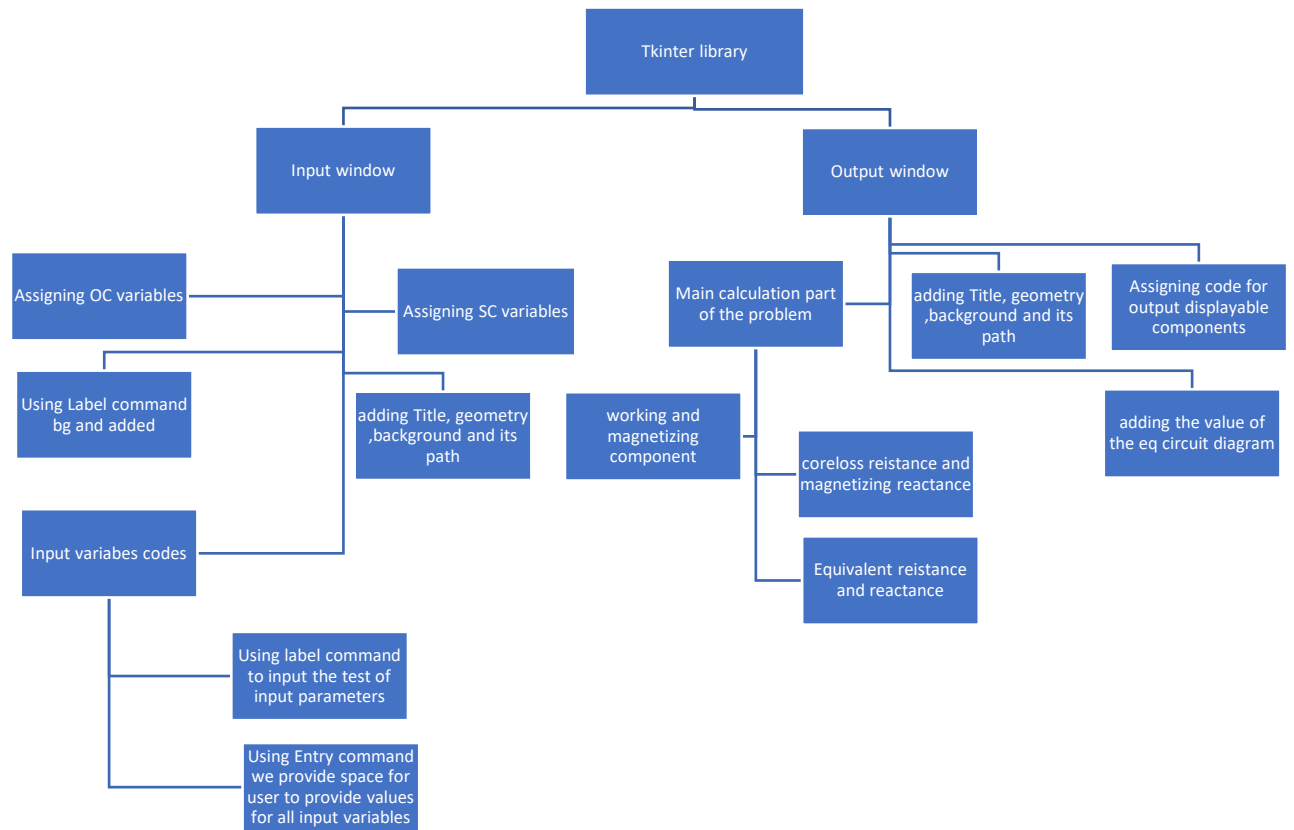 Tkinter library
Input window
Output window
Assigning OC variables
Assigning SC variables
Using Label command
bg and added
adding Title, geometry
,background and its
path
Input variabes codes
Using label command
to input the test of
input parameters
Using Entry command
we provide space for
user to provide values
for all input variables
Main calculation part
of the problem
adding Title, geometry
,background and its
path
Assigning code for
output displayable
components
working and
magnetizing
component
coreloss reistance and
magnetizing reactance
Equivalent reistance
and reactance
adding the value of
the eq circuit diagram